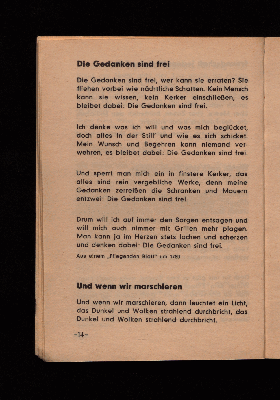 Die Gedanken sind frei
Die Gedanken sind frei, wer kann sie erraten? Sie
fliehen vorbei wie nächtliche Schatten. Kein Mensch
kann sie wissen, kein Kerker einschließen, es
bleibet dabei: Die Gedanken sind frei.
Ich denke was ich will und was mich beglücket,
doch alles in der Still' und wie es sich schicket.
Mein Wunsch und Begehren kann niemand ver-
wehren, es bleibet dabei: Die Gedanken sind frei.
Und sperrt man mich ein in finstere Kerker, das
alles sind rein vergebliche Werke, denn meine
Gedanken zerreißen die Schranken und Mauern
entzwei: Die Gedanken sind frei.
Drum will ich auf immer den Sorgen entsagen und
will mich auch nimmer mit Grillen mehr plagen.
Man kann ja im Herzen stets lachen und scherzen
und denken dabei: Die Gedanken sind frei.
Aus einem „Fliegenden Blatt" um
Und wenn wir marschieren
Und wenn wir marschieren, dann leuchtet ein Licht,
das Dunkel und Wolken strahlend durchbricht, das
Dunkel und Wolken strahlend durchbricht.
-14-